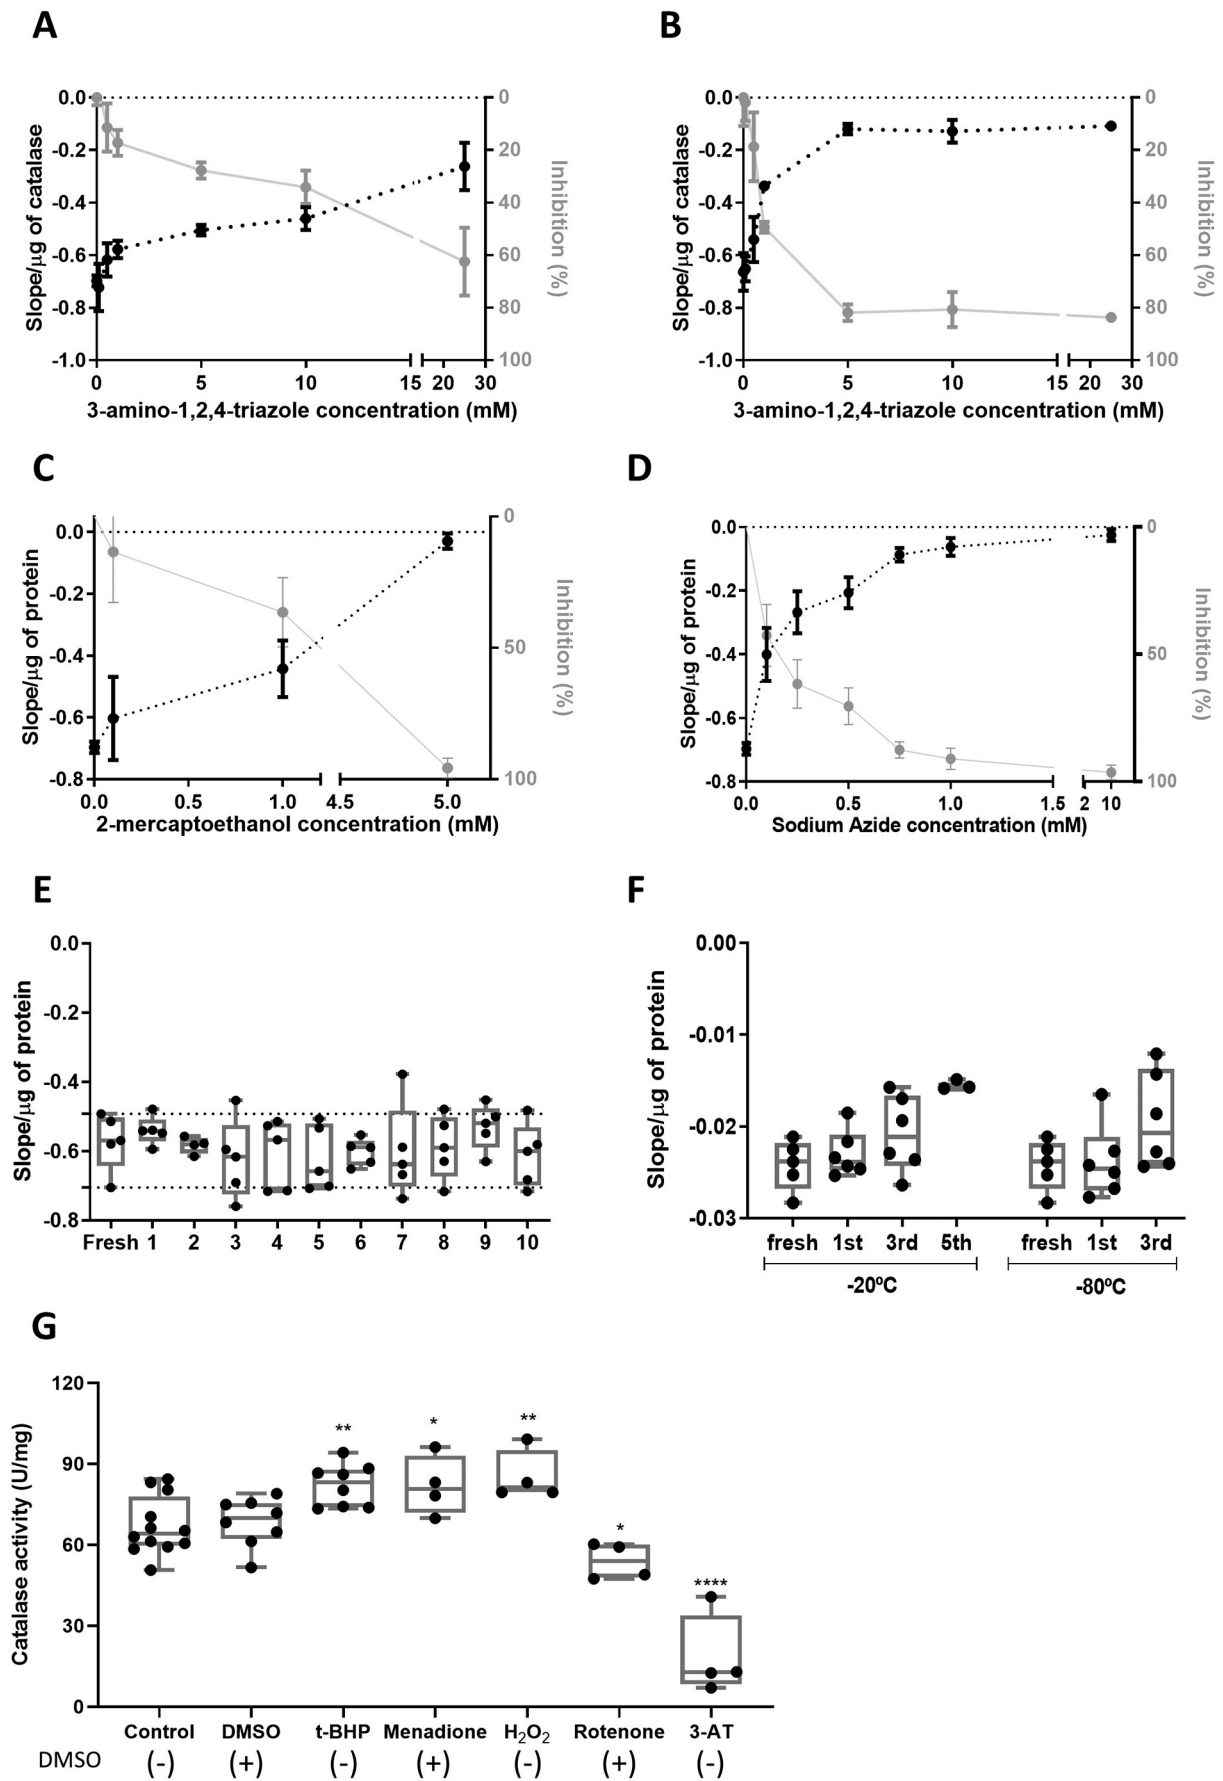 A
B
0.0
-0.2
-0.4
-0.6
-0.8
-1.0
Slope/μg of catalase
0
20
40
60
80
100
Inhibition (%)
0 5 10 15 20 30
3-amino-1,2,4-triazole concentration (mM)
0.0
-0.2
-0.4
-0.6
-0.8
-1.0
Slope/μg of catalase
0
20
40
60
80
100
Inhibition (%)
0 5 10 15 20 30
3-amino-1,2,4-triazole concentration (mM)
C
D
0.0
-0.2
-0.4
-0.6
-0.8
Slope/μg of protein
0
50
100
Inhibition (%)
0.0 0.5 1.0 4.5 5.0
2-mercaptoethanol concentration (mM)
0.0
-0.2
-0.4
-0.6
-0.8
Slope/μg of protein
0
50
100
Inhibition (%)
0.0 0.5 1.0 1.5 2 10
Sodium Azide concentration (mM)
E
F
0.0
-0.2
-0.4
-0.6
-0.8
Slope/μg of protein
Fresh 1 2 3 4 5 6 7 8 9 10
0.00
-0.01
-0.02
-0.03
Slope/μg of protein
fresh 1st 3rd 5th fresh 1st 3rd
-20ºC -80ºC
G
120
90
60
30
0
Catalase activity (U/mg)
** * ** * ****
Control DMSO t-BHP Menadione H₂O₂ Rotenone 3-AT
DMSO (-) (+) (-) (+) (-) (+) (-)